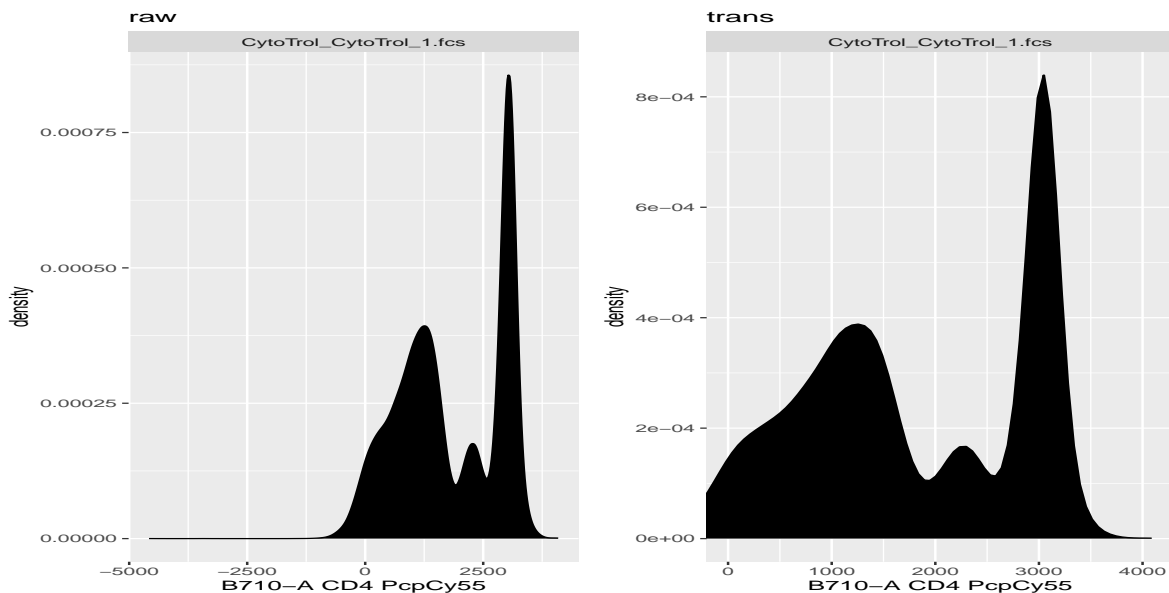 raw
CytoTrol_CytoTrol_1.fcs
0.00075
0.00050
0.00025
0.00000
density
−5000 −2500 0 2500
B710−A CD4 PcpCy55
trans
CytoTrol_CytoTrol_1.fcs
8e−04
6e−04
4e−04
2e−04
0e+00
density
0 1000 2000 3000 4000
B710−A CD4 PcpCy55